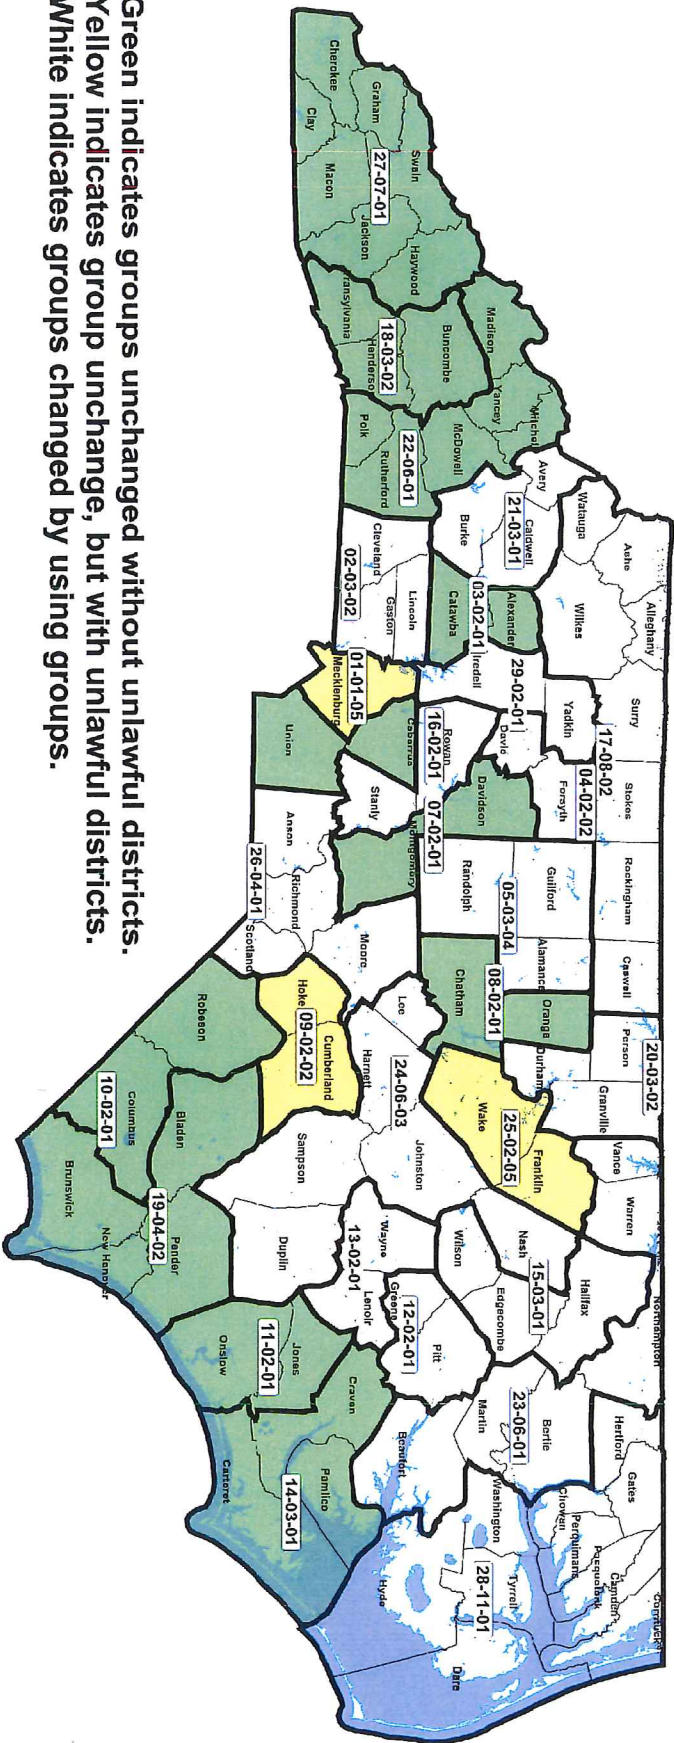 Cherokee
Graham
Clay
Swain
27-07-01
Macon
Jackson
Haywood
Transylvania
18-03-02
Henderso
Buncombe
Madison
Yancey
Mitchel
Polk
22-06-01
Rutherford
McDowell
Avery
21-03-01
Caldwell
Burke
Watauga
Ashe
Alleghany
Wilkes
Cleveland
02-03-02
Gaston
Lincoln
Catawba
03-02-01
Alexander
Iredell
29-02-01
01-01-05
Mecklenburg
Cabarrus
Union
Stanly
Rowan
16-02-01
Davie
Yadkin
Surry
17-08-02
04-02-02
Forsyth
Stokes
Davidson
07-02-01
Montgomery
Anson
26-04-01
Richmond
Scotland
Moore
Randolph
05-03-04
Guilford
Rockingham
Alamance
Caswell
Chatham
08-02-01
Orange
Person
20-03-02
Durham
Granville
Vance
Warren
Lee
Harnett
24-06-03
Johnston
Wake
25-02-05
Franklin
Hoke
09-02-02
Cumberland
Robeson
10-02-01
Columbus
Bladen
Brunswick
New Hanover
19-04-02
Pender
Sampson
Duplin
Wayne
13-02-01
Lenoir
Greene
12-02-01
Pitt
Wilson
Nash
15-03-01
Edgecombe
Halifax
Northampton
Onslow
11-02-01
Jones
Craven
Carteret
14-03-01
Pamlico
Beaufort
Martin
23-06-01
Bertie
Hertford
Gates
Washington
Chowan
Perquimans
Pasquotank
Camden
Currituck
Tyrrell
28-11-01
Hyde
Dare
Green indicates groups unchanged without unlawful districts.
Yellow indicates group unchange, but with unlawful districts.
White indicates groups changed by using groups.